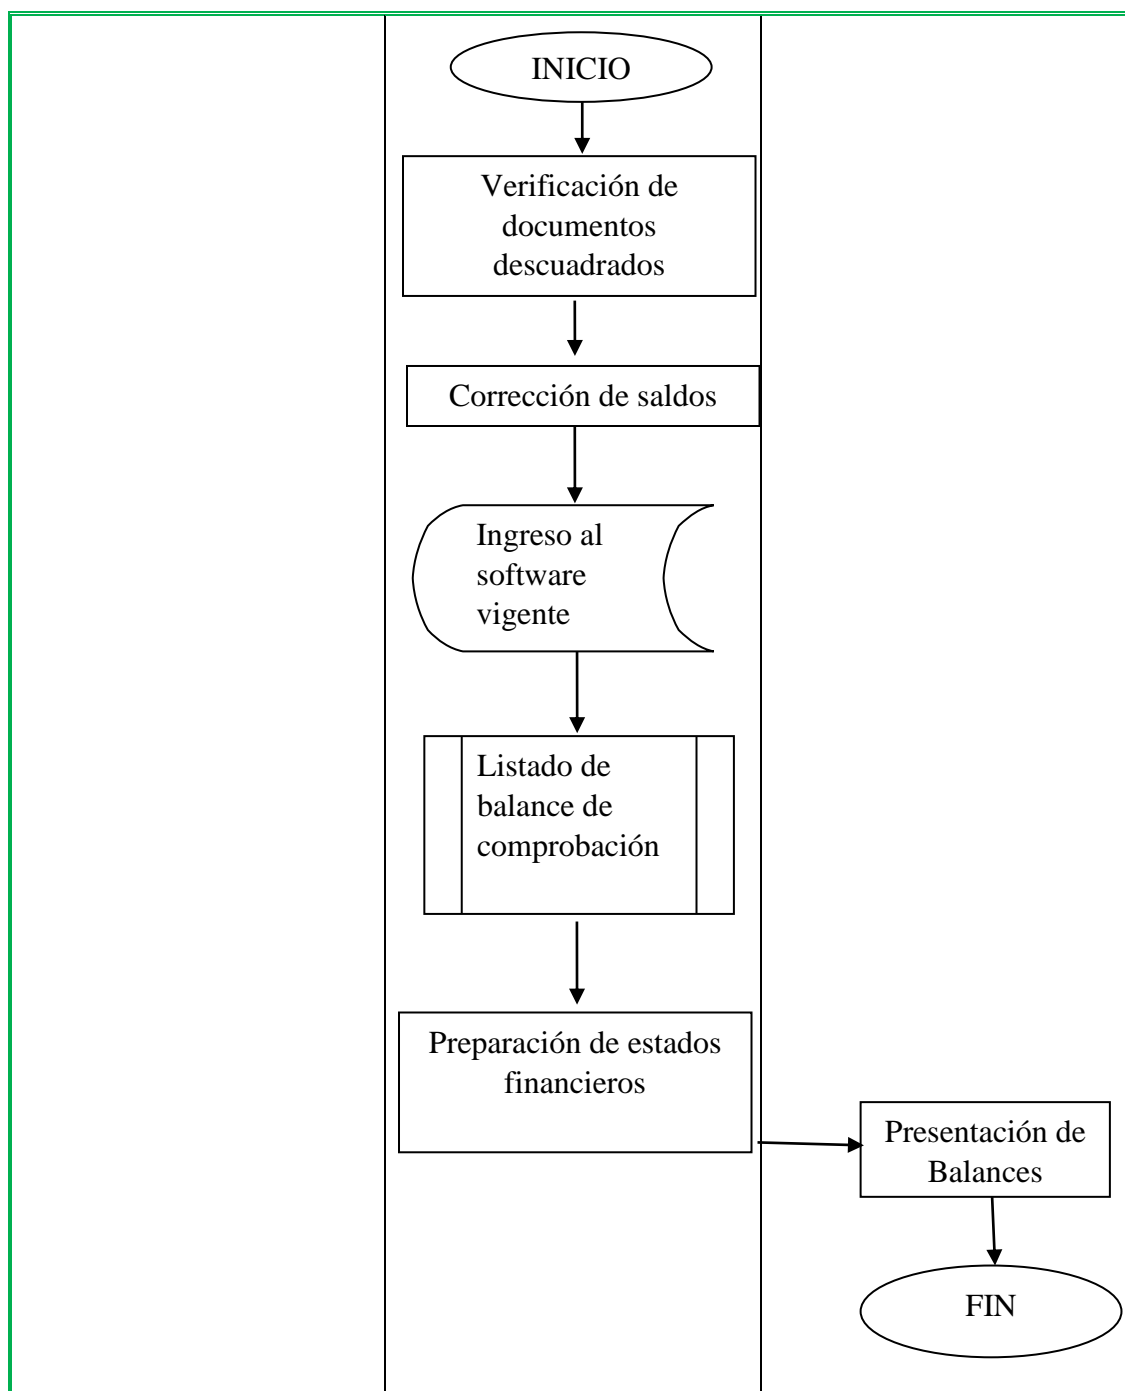 INICIO
Verificación de
documentos
descuadrados
Corrección de saldos
Ingreso al
software
vigente
Listado de
balance de
comprobación
Preparación de estados
financieros
Presentación de
Balances
FIN